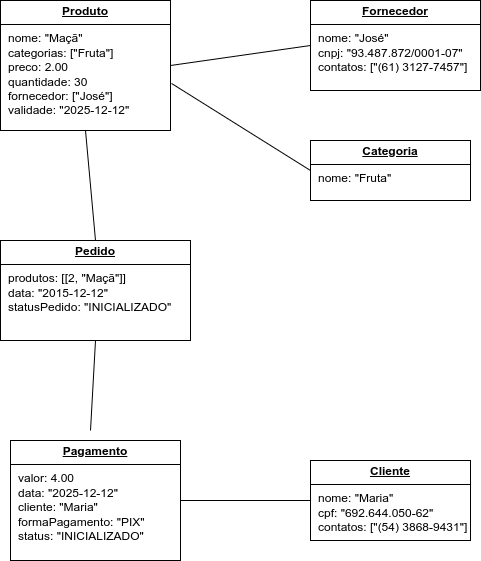 Produto
nome: "Maçã"
categorias: ["Fruta"]
preco: 2.00
quantidade: 30
fornecedor: ["José"]
validade: "2025-12-12"
Fornecedor
nome: "José"
cnpj: "93.487.872/0001-07"
contatos: ["(61) 3127-7457"]
Categoria
nome: "Fruta"
Pedido
produtos: [[2, "Maçã"]]
data: "2015-12-12"
statusPedido: "INICIALIZADO"
Pagamento
valor: 4.00
data: "2025-12-12"
cliente: "Maria"
formaPagamento: "PIX"
status: "INICIALIZADO"
Cliente
nome: "Maria"
cpf: "692.644.050-62"
contatos: ["(54) 3868-9431"]